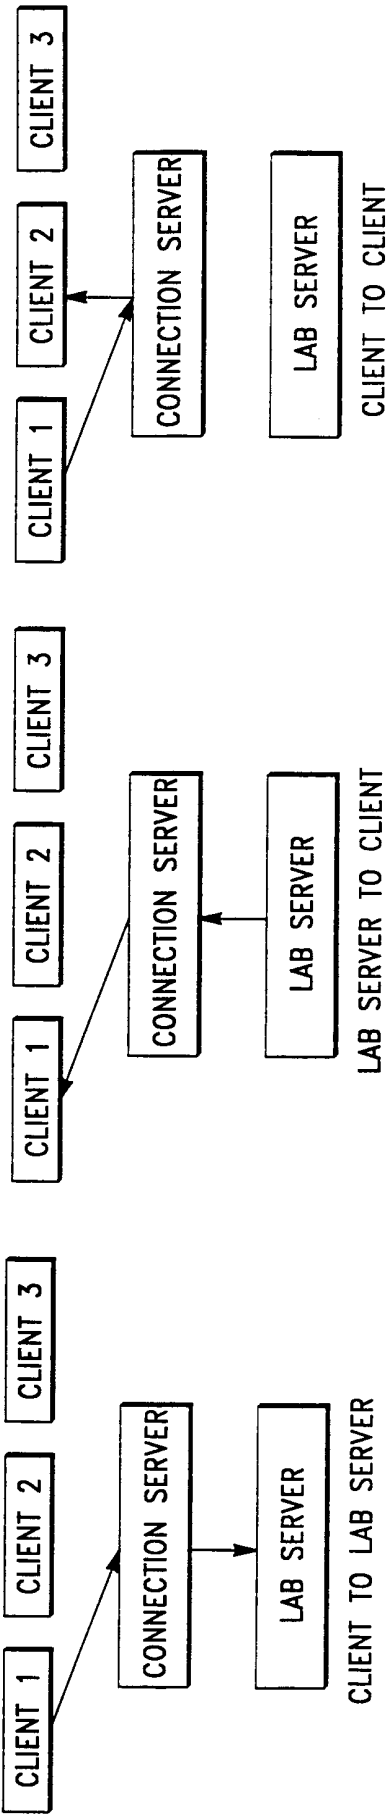 CLIENT 1
CLIENT 2
CLIENT 3
CONNECTION SERVER
LAB SERVER
CLIENT TO LAB SERVER
CLIENT 1
CLIENT 2
CLIENT 3
CONNECTION SERVER
LAB SERVER
LAB SERVER TO CLIENT
CLIENT 1
CLIENT 2
CLIENT 3
CONNECTION SERVER
LAB SERVER
CLIENT TO CLIENT